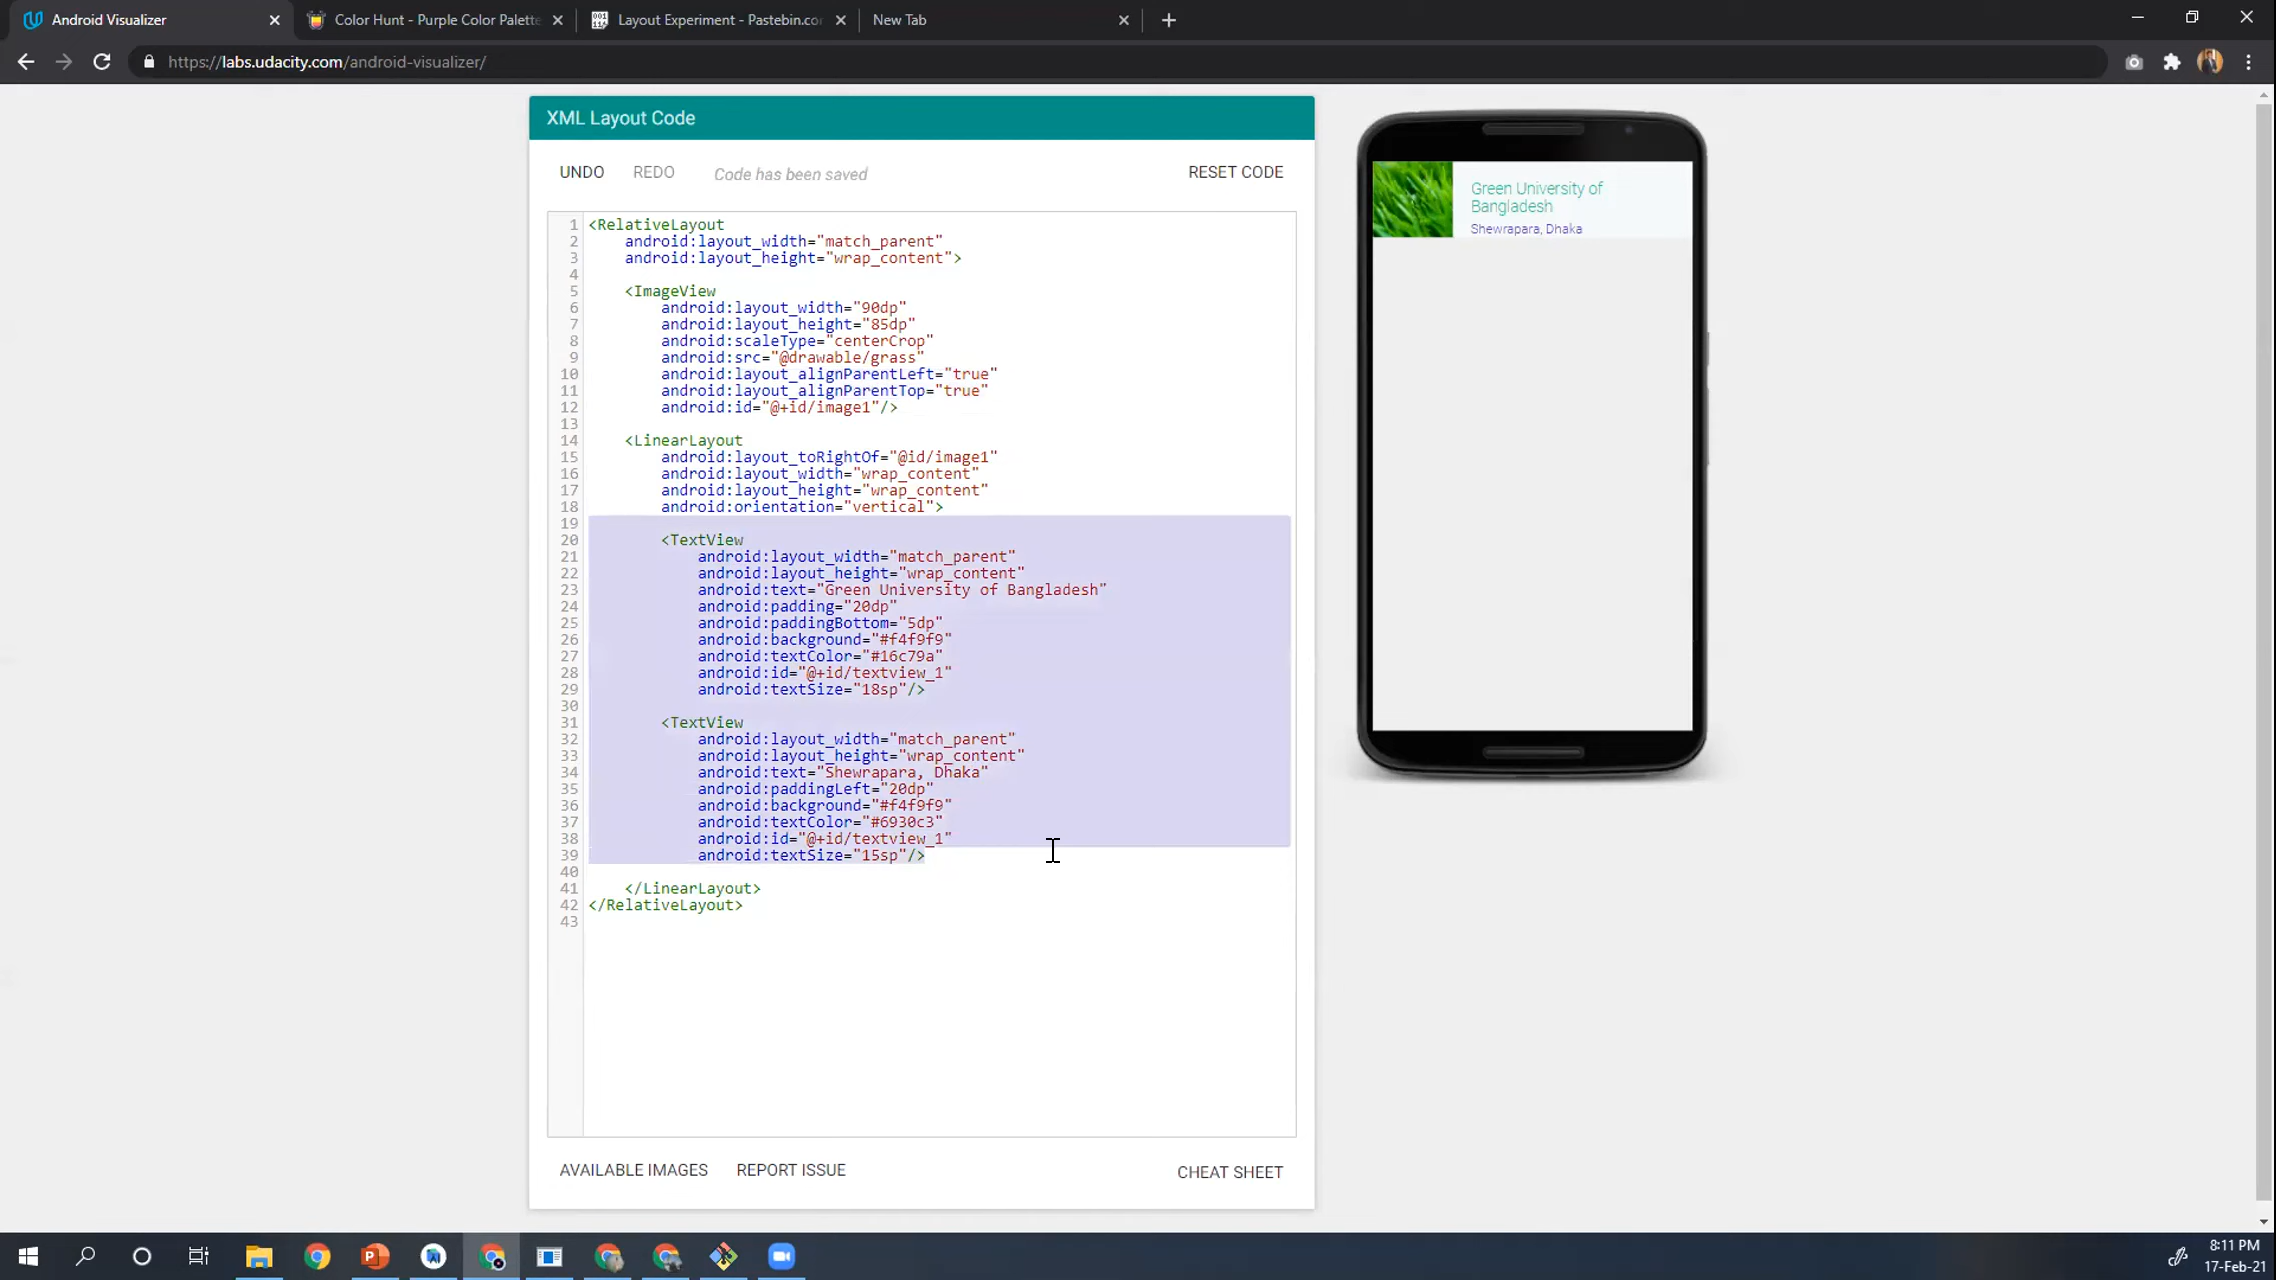 Android Visualizer
Color Hunt - Purple Color Palette
Layout Experiment - Pastebin.co
New Tab
https://labs.udacity.com/android-visualizer/
XML Layout Code
UNDO REDO Code has been saved RESET CODE
1 <RelativeLayout
2 android:layout_width="match_parent"
3 android:layout_height="wrap_content">
4
5 <ImageView
6 android:layout_width="90dp"
7 android:layout_height="85dp"
8 android:scaleType="centerCrop"
9 android:src="@drawable/grass"
10 android:layout_alignParentLeft="true"
11 android:layout_alignParentTop="true"
12 android:id="@+id/image1"/>
13
14 <LinearLayout
15 android:layout_toRightOf="@id/image1"
16 android:layout_width="wrap_content"
17 android:layout_height="wrap_content"
18 android:orientation="vertical">
19
20 <TextView
21 android:layout_width="match_parent"
22 android:layout_height="wrap_content"
23 android:text="Green University of Bangladesh"
24 android:padding="20dp"
25 android:paddingBottom="5dp"
26 android:background="#f4f9f9"
27 android:textColor="#16c79a"
28 android:id="@+id/textview_1"
29 android:textSize="18sp"/>
30
31 <TextView
32 android:layout_width="match_parent"
33 android:layout_height="wrap_content"
34 android:text="Shewrapara, Dhaka"
35 android:paddingLeft="20dp"
36 android:background="#f4f9f9"
37 android:textColor="#6930c3"
38 android:id="@+id/textview_1"
39 android:textSize="15sp"/>
40
41 </LinearLayout>
42 </RelativeLayout>
43
AVAILABLE IMAGES REPORT ISSUE CHEAT SHEET
Green University of
Bangladesh
Shewrapara, Dhaka
8:11 PM
17-Feb-21